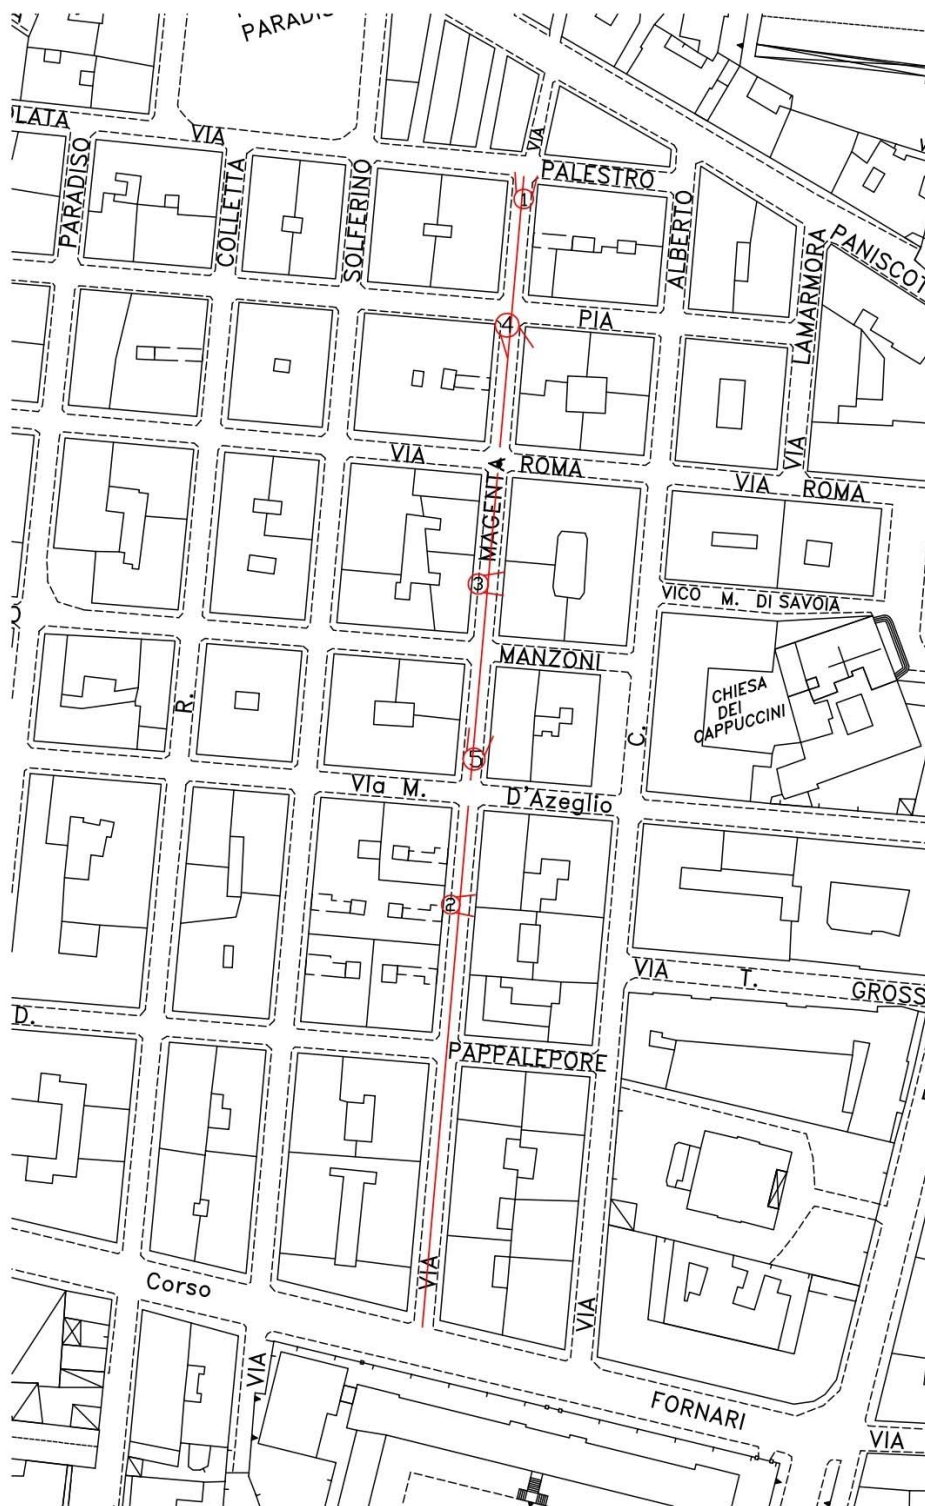 PARADISO
PLATA
VIA
VIA
PARADISO
COLLETTA
SOLFERINO
PALESTRO
1
ALBERTO
LAMARMORA
PANISCOT
4
PIA
VIA
MAGENTA
ROMA
VIA
VIA
ROMA
3
VICO M. DI SAVOIA
MANZONI
CHIESA
DEI
CAPPUCCINI
R.
C.
5
VIa M.
D'Azeglio
2
VIA
T.
GROSS
D.
PAPPALEPORE
VIA
Corso
VIA
VIA
FORNARI
VIA